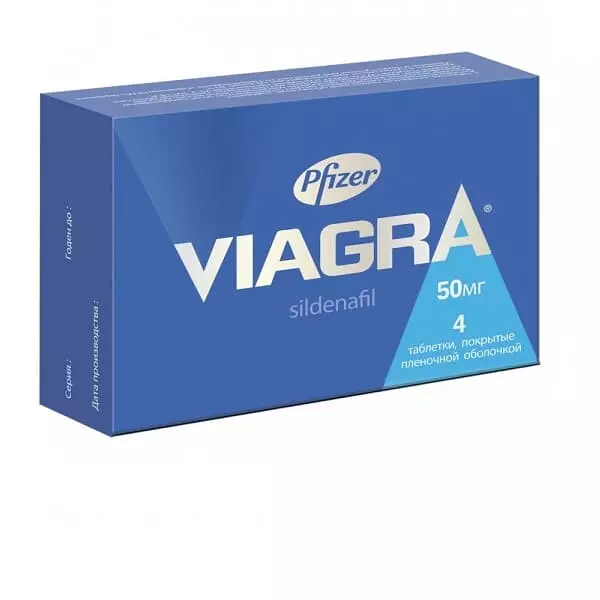 Pfizer
VIAGRA®
sildenafil
50мг
4
таблетки, покрытые
пленочной оболочкой
Годен до :
Серия :
Дата производства :